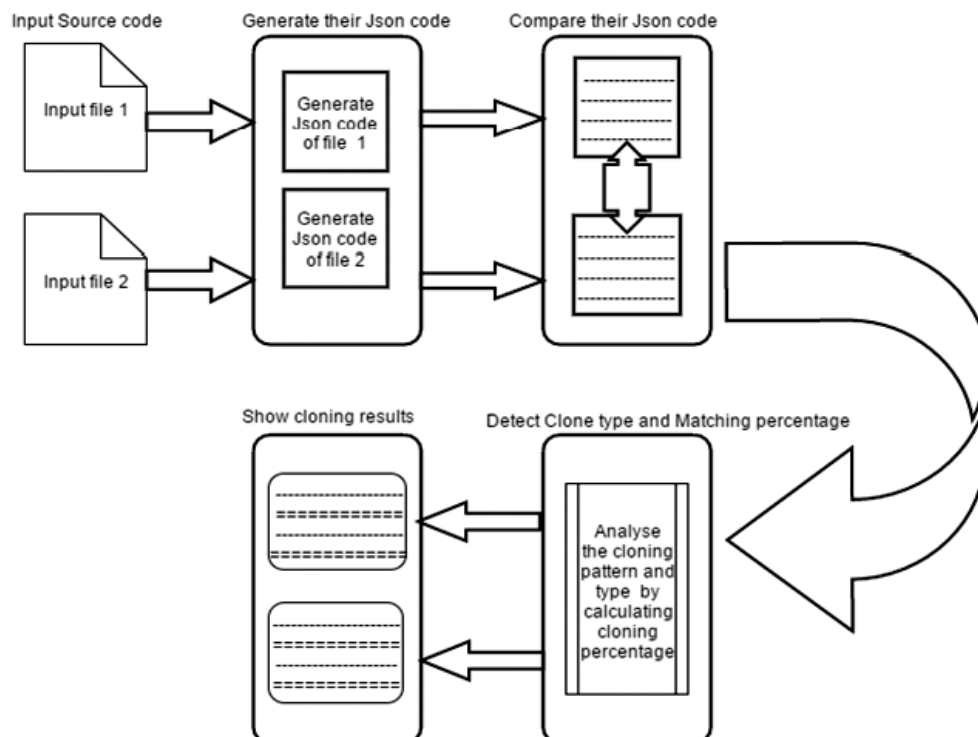 Input Source code
Generate their Json code
Compare their Json code
Input file 1
Generate
Json code
of file 1
Input file 2
Generate
Json code
of file 2
Show cloning results
Detect Clone type and Matching percentage
Analyse
the cloning
pattern and
type by
calculating
cloning
percentage